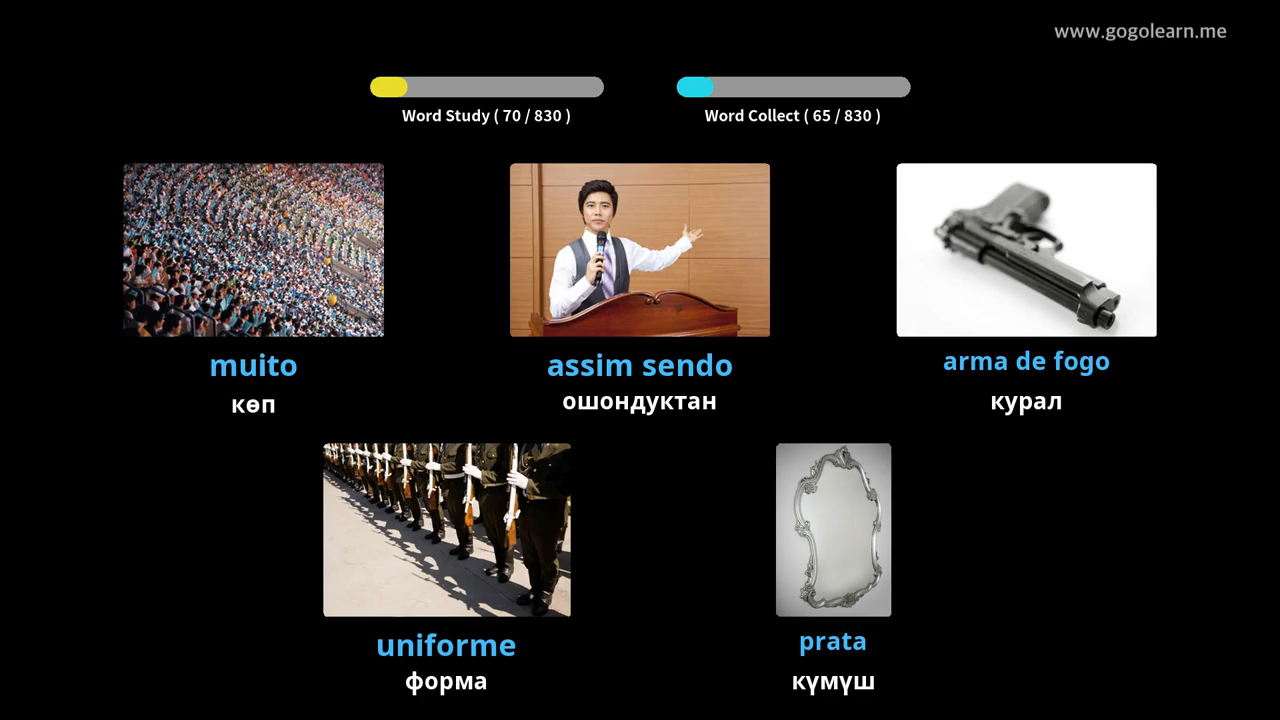 www.gogolearn.me
Word Study ( 70 / 830 )
Word Collect ( 65 / 830 )
muito
көп
assim sendo
ошондуктан
arma de fogo
курал
uniforme
форма
prata
күмүш